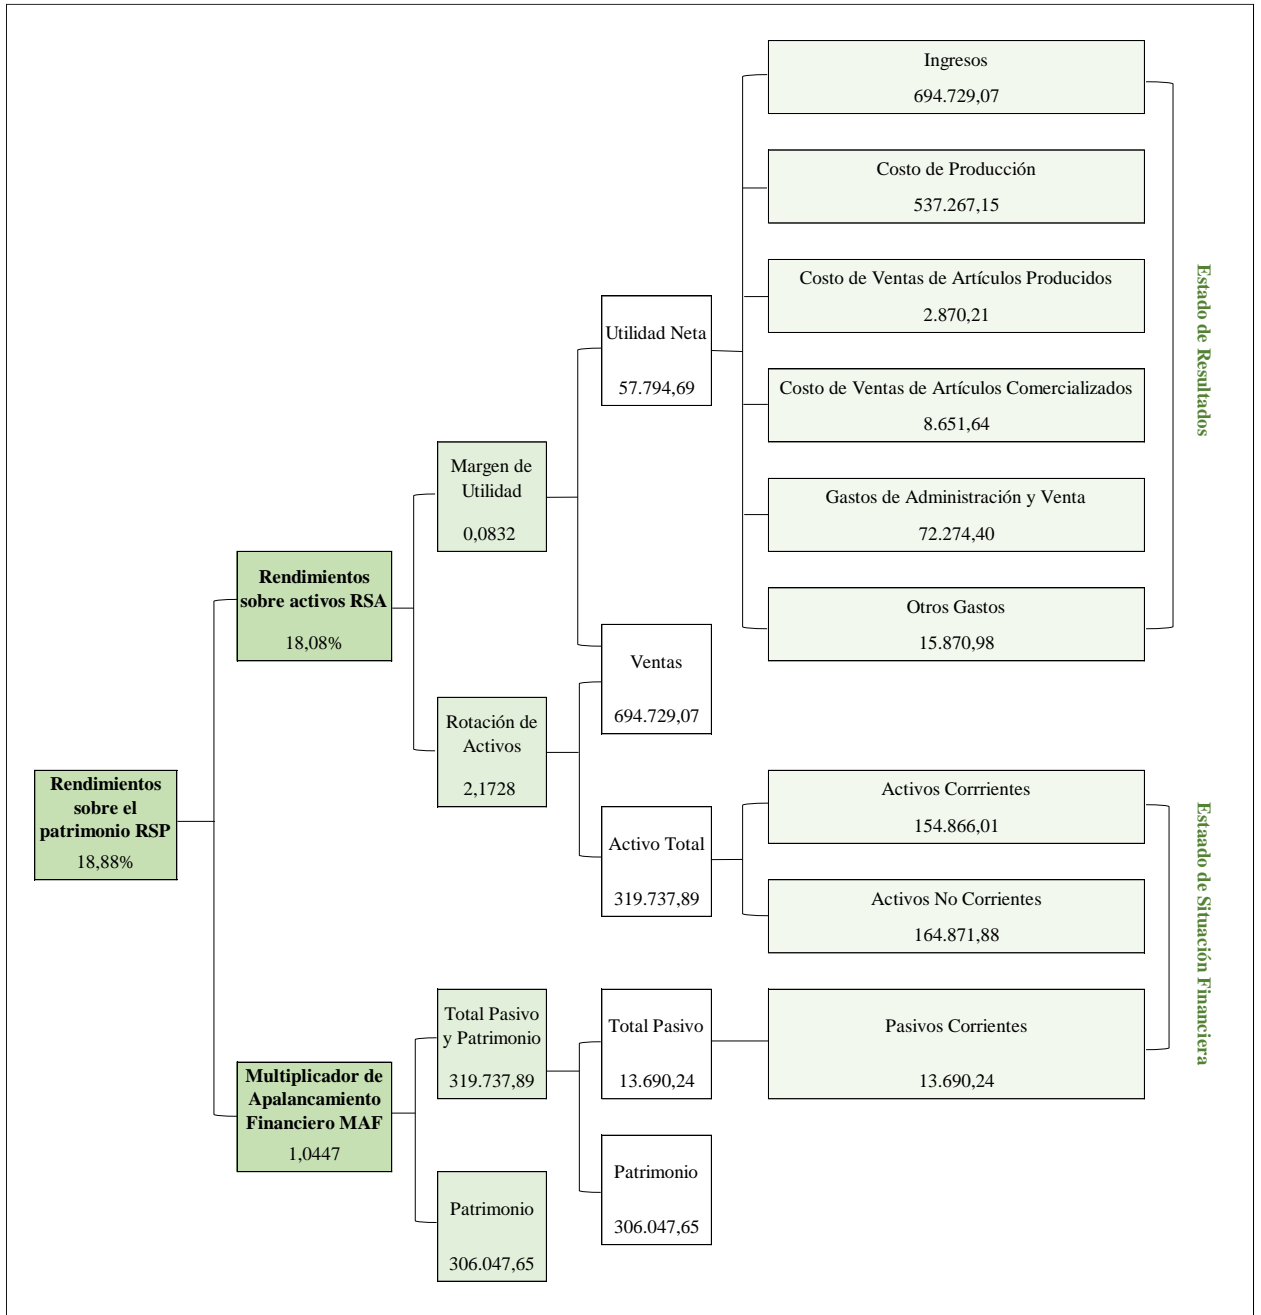 Ingresos
694.729,07
Costo de Producción
537.267,15
Costo de Ventas de Artículos Producidos
2.870,21
Costo de Ventas de Artículos Comercializados
8.651,64
Gastos de Administración y Venta
72.274,40
Otros Gastos
15.870,98
Estado de Resultados
Utilidad Neta
57.794,69
Margen de
Utilidad
0,0832
Rendimientos
sobre activos RSA
18,08%
Ventas
694.729,07
Rotación de
Activos
2,1728
Rendimientos
sobre el
patrimonio RSP
18,88%
Activo Total
319.737,89
Activos Corrrientes
154.866,01
Activos No Corrientes
164.871,88
Estaado de Situación Financiera
Total Pasivo
y Patrimonio
319.737,89
Total Pasivo
13.690,24
Pasivos Corrientes
13.690,24
Multiplicador de
Apalancamiento
Financiero MAF
1,0447
Patrimonio
306.047,65
Patrimonio
306.047,65